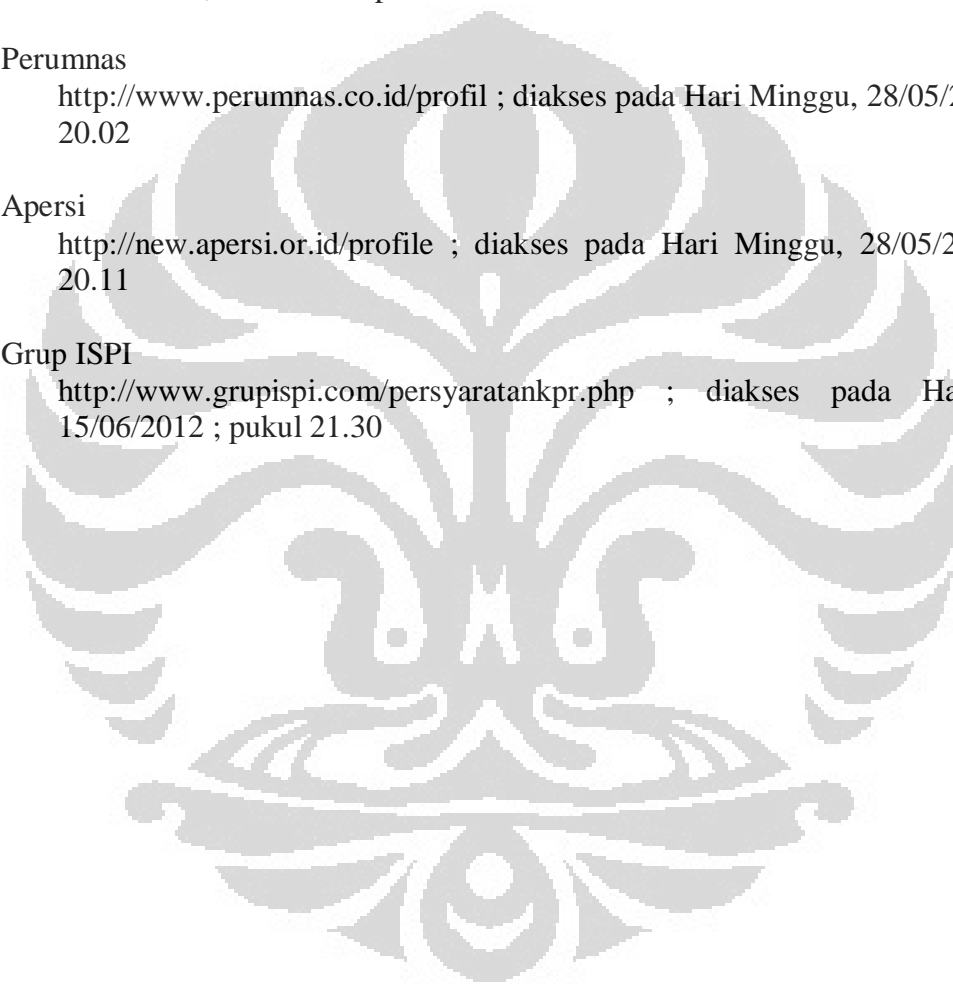 Perumnas
http://www.perumnas.co.id/profil ; diakses pada Hari Minggu, 28/05/
20.02
Apersi
http://new.apersi.or.id/profile ; diakses pada Hari Minggu, 28/05/2
20.11
Grup ISPI
http://www.grupispi.com/persyaratankpr.php ; diakses pada Ha
15/06/2012 ; pukul 21.30